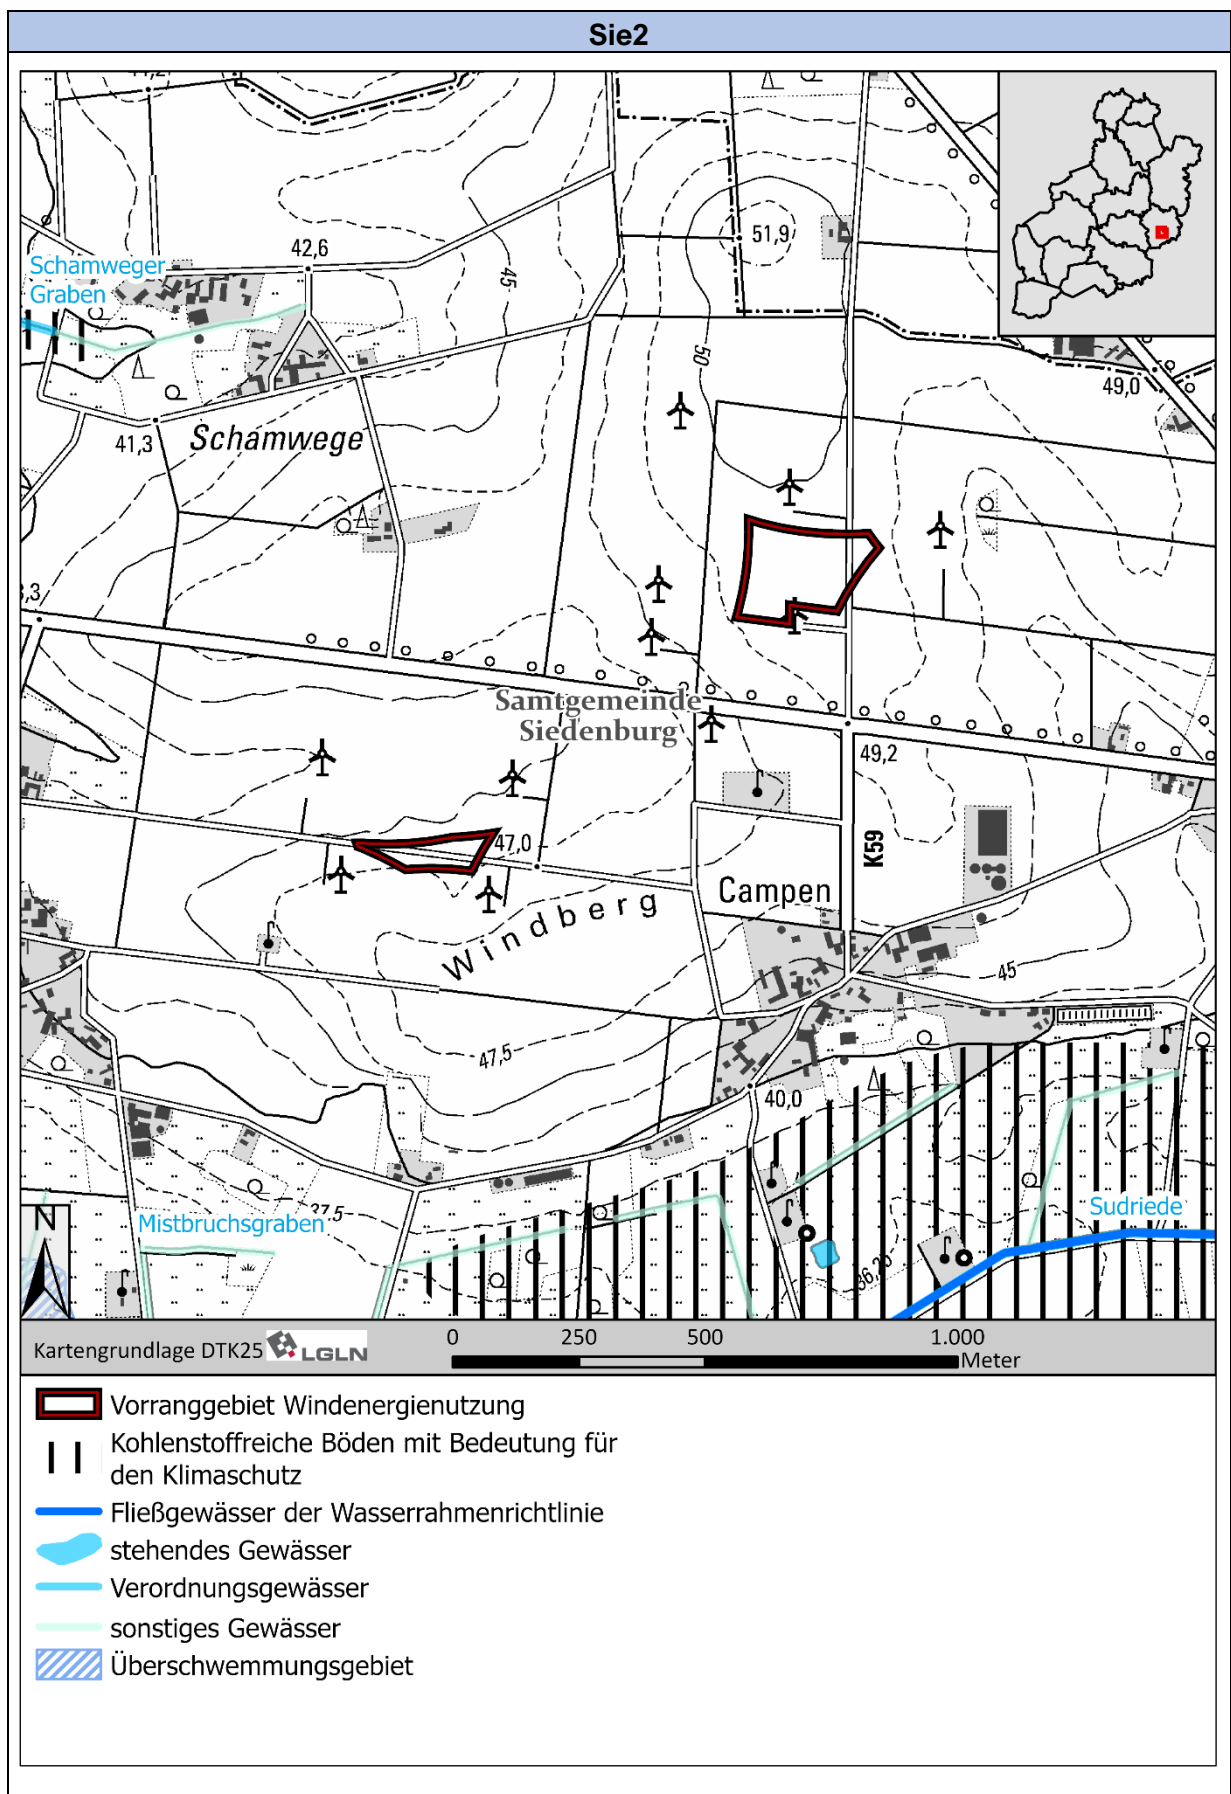 Sie2
51,9
42,6
45
Schamweger
Graben
50
49,0
41,3
Schamwege
Samtgemeinde
Siedenburg
49,2
47,0
K59
Campen
Windberg
45
47,5
40,0
37,5
Mistbruchsgraben
Sudriede
N
Kartengrundlage DTK25 LGLN
0 250 500 1.000
Meter
Vorranggebiet Windenergienutzung
Kohlenstoffreiche Böden mit Bedeutung für
den Klimaschutz
Fließgewässer der Wasserrahmenrichtlinie
stehendes Gewässer
Verordnungsgewässer
sonstiges Gewässer
Überschwemmungsgebiet